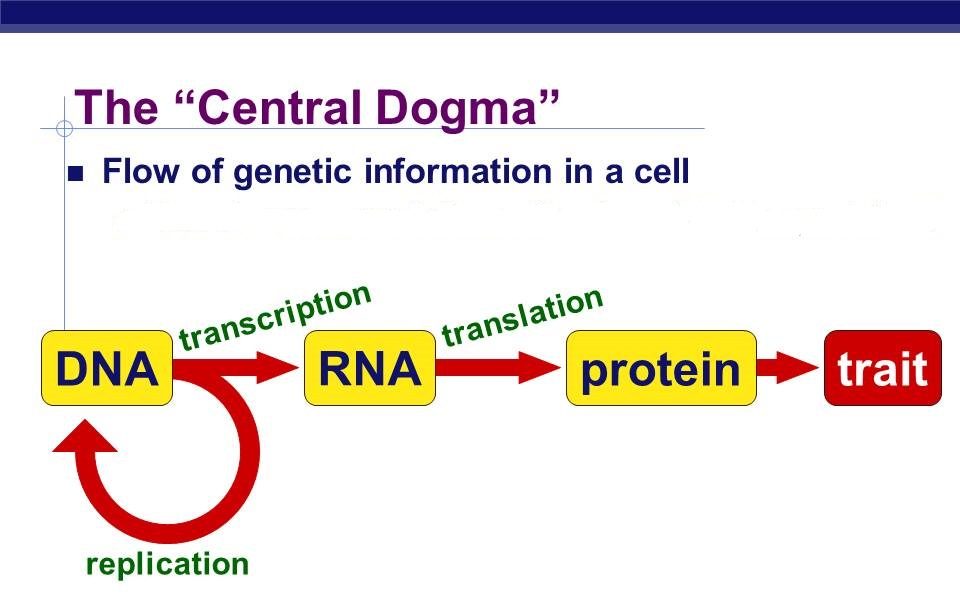 The “Central Dogma”
Flow of genetic information in a cell
transcription
translation
DNA
RNA
protein
trait
replication